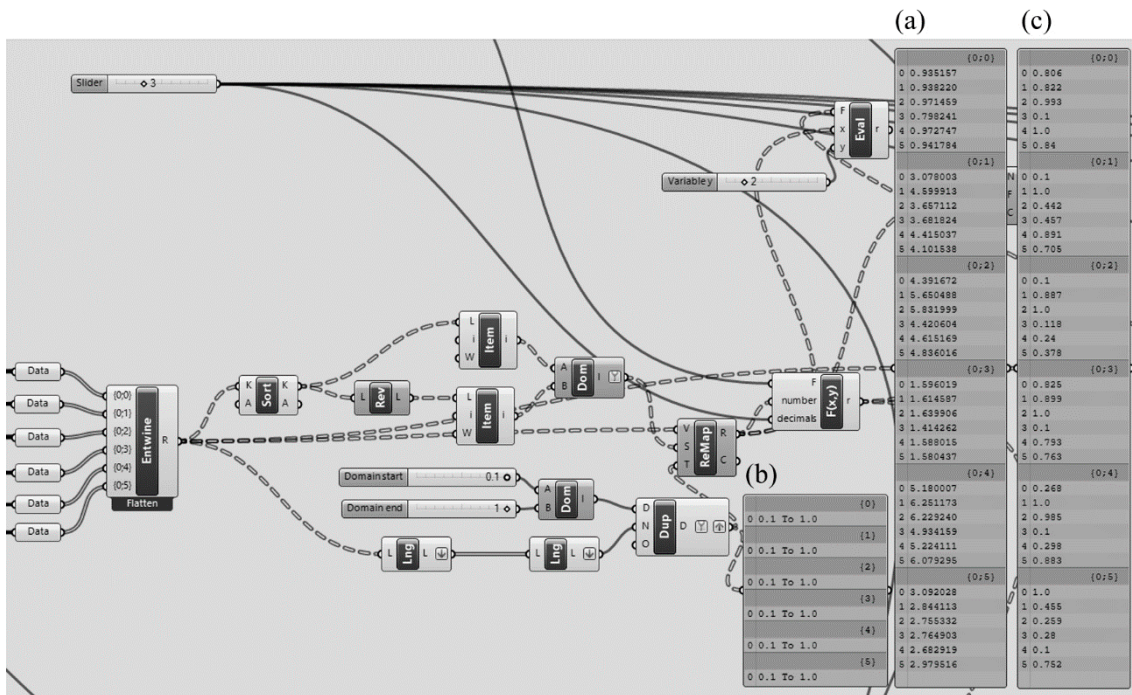 (a) (c)
Slider 3
F
x
y
Eval
r
Variable y 2
N
F
C
L
i
W
Item
A
B
Dom
I
K
A
Sort
K
A
L
Rev
L
L
i
W
Item
F
number
decimals
F(x,y)
r
V
S
T
ReMap
R
C
Data
Data
Data
Data
Data
Data
{0;0}
{0;1}
{0;2}
{0;3}
{0;4}
{0;5}
Entwine
R
Flatten
Domain start 0.1
Domain end 1
A
B
Dom
I
L
Lng
L
L
Lng
L
D
N
O
Dup
D
(b)
{0}
0 0.1 To 1.0
{1}
0 0.1 To 1.0
{2}
0 0.1 To 1.0
{3}
0 0.1 To 1.0
{4}
0 0.1 To 1.0
{5}
0 0.1 To 1.0
{0;0}
0 0.935157
1 0.938220
2 0.971459
3 0.798241
4 0.972747
5 0.941784
{0;1}
0 3.078003
1 4.599913
2 3.657112
3 3.681824
4 4.415037
5 4.101538
{0;2}
0 4.391672
1 5.650488
2 5.831999
3 4.420604
4 4.615169
5 4.836016
{0;3}
0 1.596019
1 1.614587
2 1.639906
3 1.414262
4 1.588015
5 1.580437
{0;4}
0 5.180007
1 6.251173
2 6.229240
3 4.934159
4 5.224111
5 6.079295
{0;5}
0 3.092028
1 2.844113
2 2.755332
3 2.764903
4 2.682919
5 2.979516
{0;0}
0 0.806
1 0.822
2 0.993
3 0.1
4 1.0
5 0.84
{0;1}
0 0.1
1 1.0
2 0.442
3 0.457
4 0.891
5 0.705
{0;2}
0 0.1
1 0.887
2 1.0
3 0.118
4 0.24
5 0.378
{0;3}
0 0.825
1 0.899
2 1.0
3 0.1
4 0.793
5 0.763
{0;4}
0 0.268
1 1.0
2 0.985
3 0.1
4 0.298
5 0.883
{0;5}
0 1.0
1 0.455
2 0.259
3 0.28
4 0.1
5 0.752